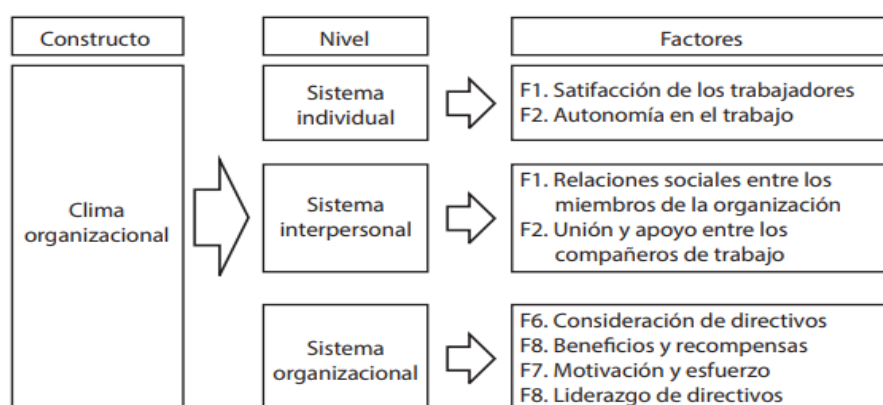 Constructo
Nivel
Factores
Clima
organizacional
Sistema
individual
F1. Satifacción de los trabajadores
F2. Autonomía en el trabajo
Sistema
interpersonal
F1. Relaciones sociales entre los
miembros de la organización
F2. Unión y apoyo entre los
compañeros de trabajo
Sistema
organizacional
F6. Consideración de directivos
F8. Beneficios y recompensas
F7. Motivación y esfuerzo
F8. Liderazgo de directivos